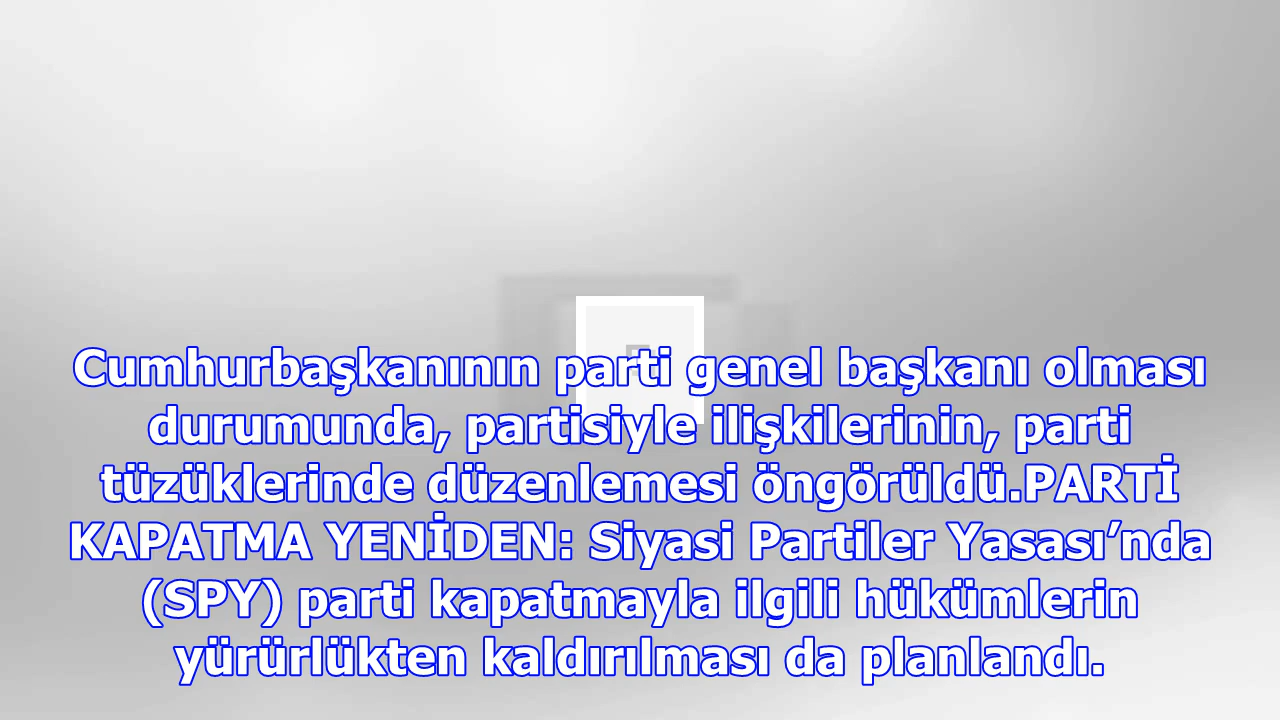 Cumhurbaşkanının parti genel başkanı olması
durumunda, partisiyle ilişkilerinin, parti
tüzüklerinde düzenlemesi öngörüldü.PARTİ
KAPATMA YENİDEN: Siyasi Partiler Yasası’nda
(SPY) parti kapatmayla ilgili hükümlerin
yürürlükten kaldırılması da planlandı.